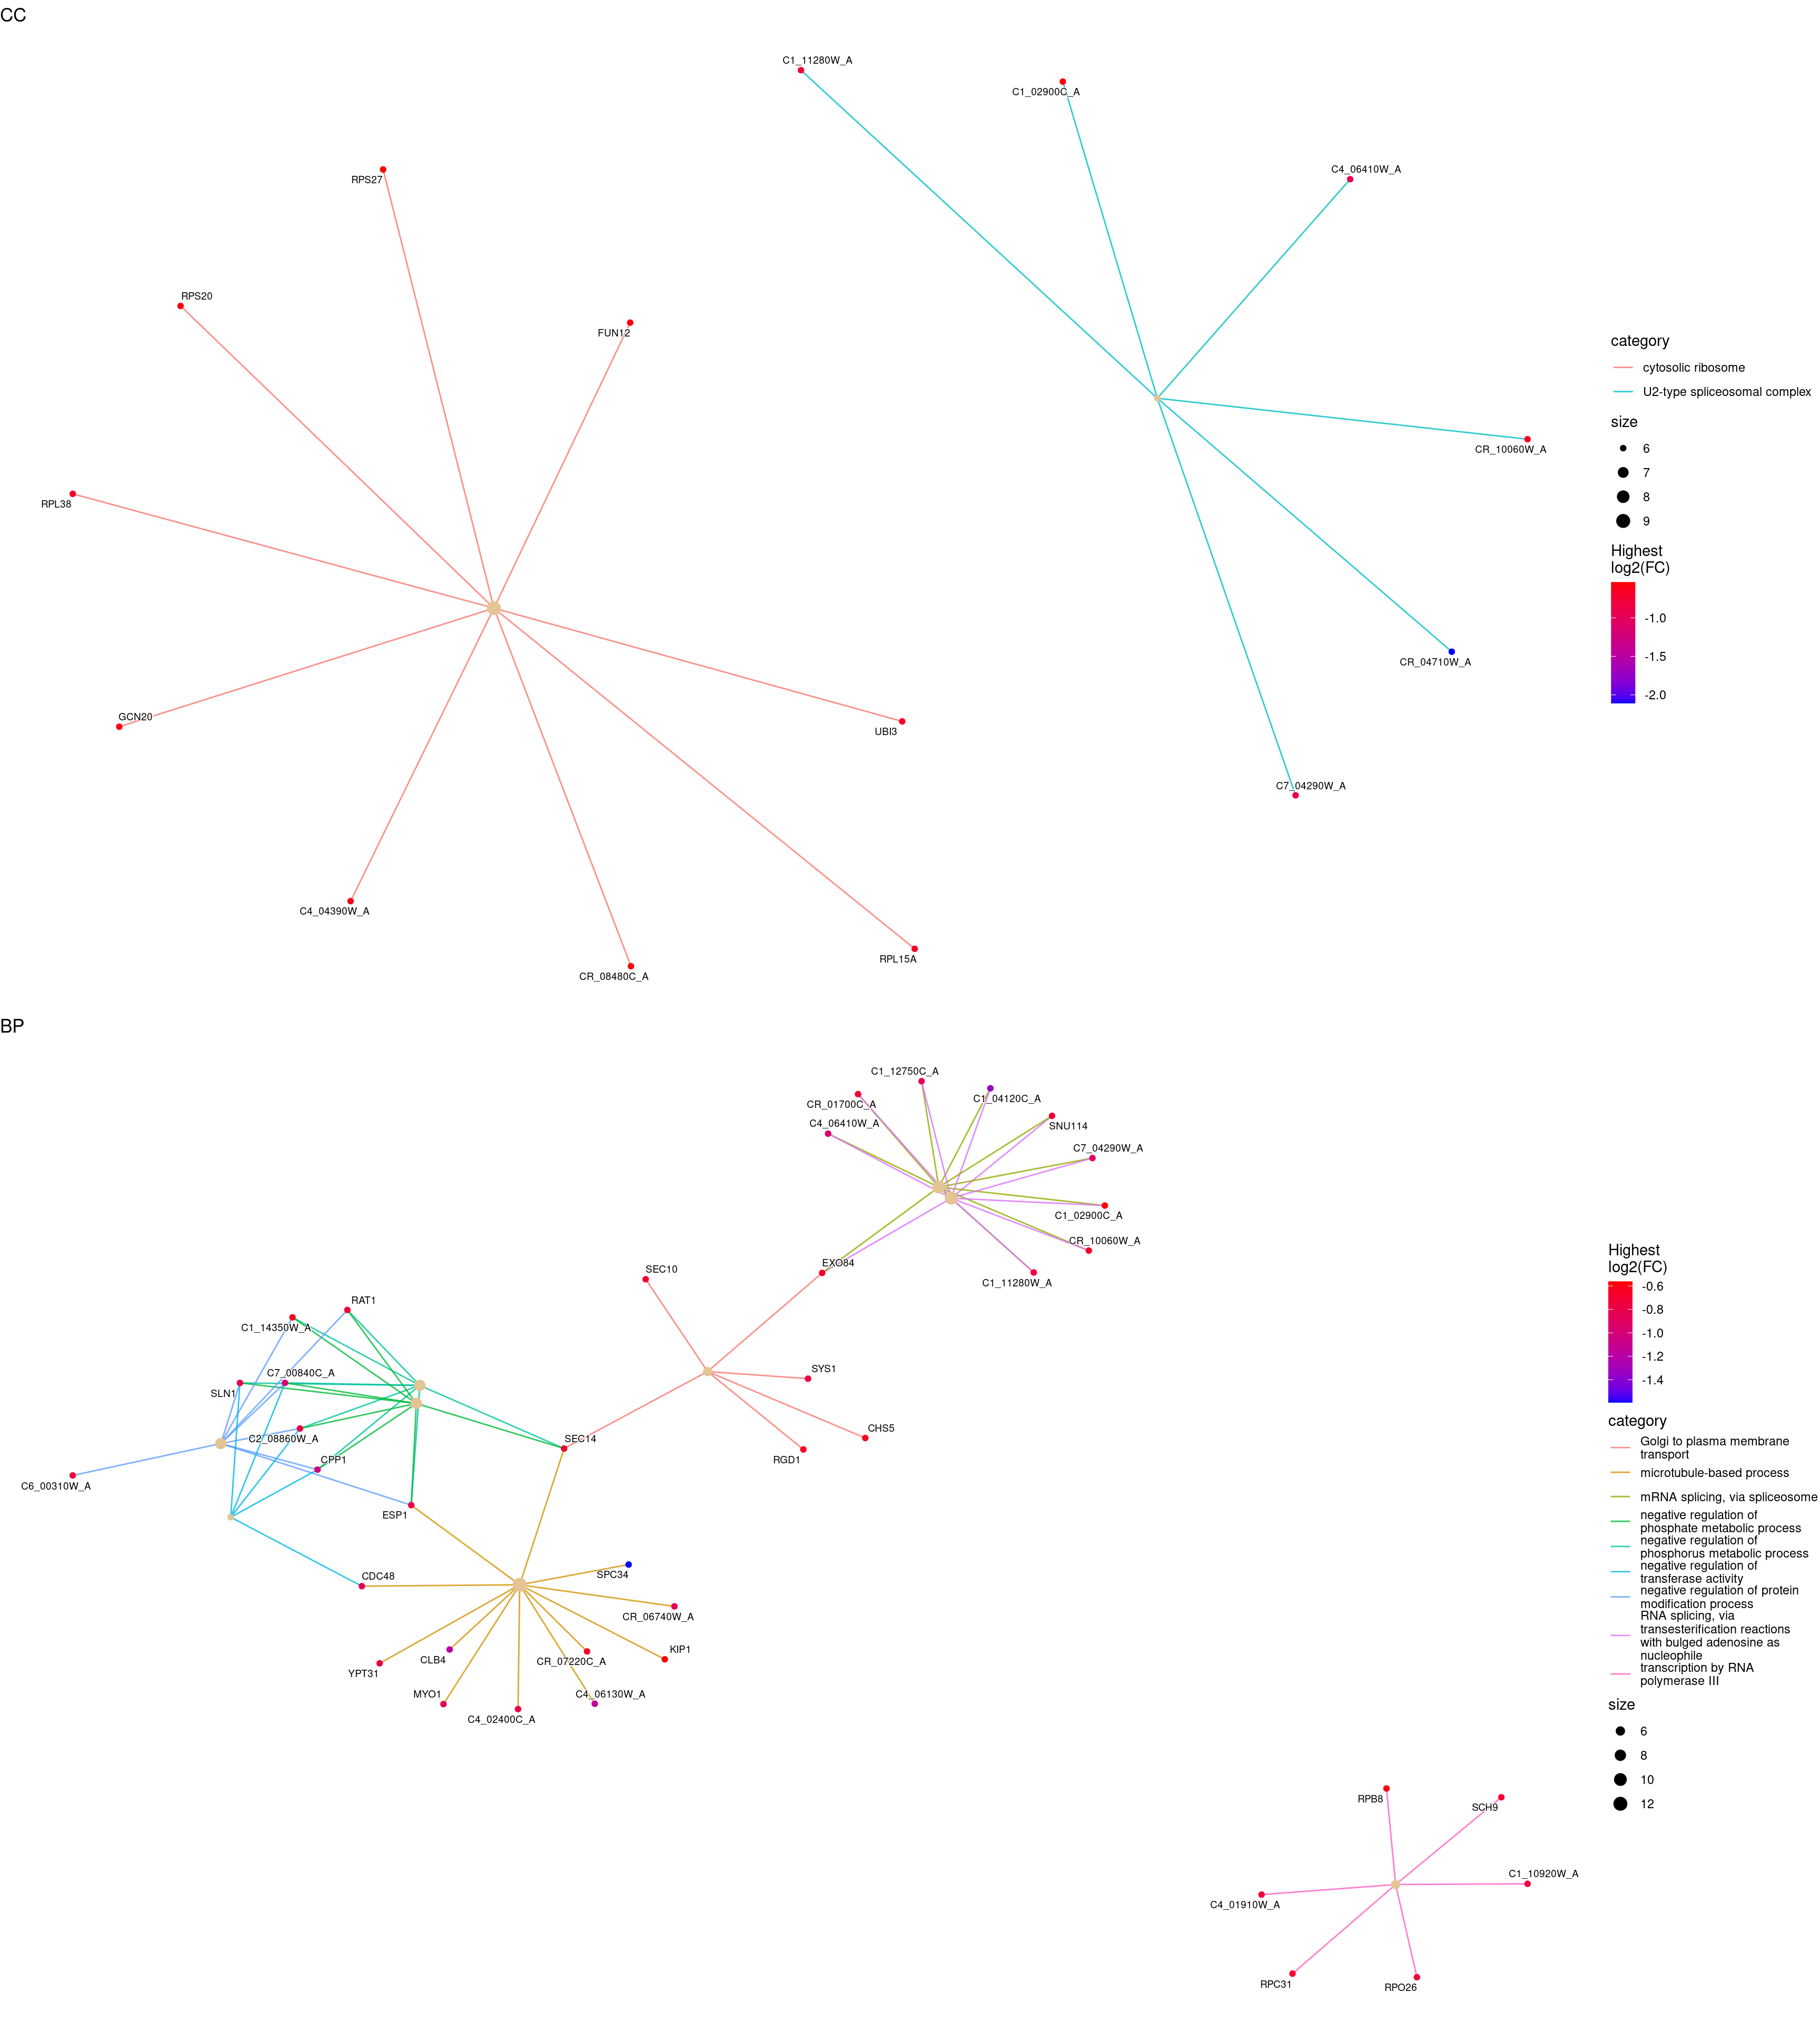 CC
C1_11280W_A
C1_02900C_A
C4_06410W_A
RPS27
RPS20
FUN12
category
cytosolic ribosome
U2-type spliceosomal complex
size
6
7
8
9
CR_10060W_A
RPL38
Highest
log2(FC)
-1.0
-1.5
-2.0
CR_04710W_A
GCN20
UBI3
C7_04290W_A
C4_04390W_A
RPL15A
CR_08480C_A
BP
C1_12750C_A
C1_04120C_A
CR_01700C_A
C4_06410W_A
SNU114
C7_04290W_A
C1_02900C_A
CR_10060W_A
EXO84
SEC10
C1_11280W_A
RAT1
C1_14350W_A
C7_00840C_A
SLN1
SYS1
CHS5
C2_08860W_A
SEC14
RGD1
CPP1
C6_00310W_A
ESP1
CDC48
SPC34
CR_06740W_A
KIP1
CLB4
CR_07220C_A
YPT31
MYO1
C4_06130W_A
C4_02400C_A
Highest
log2(FC)
-0.6
-0.8
-1.0
-1.2
-1.4
category
Golgi to plasma membrane
transport
microtubule-based process
mRNA splicing, via spliceosome
negative regulation of
phosphate metabolic process
negative regulation of
phosphorus metabolic process
negative regulation of
transferase activity
negative regulation of protein
modification process
RNA splicing, via
transesterification reactions
with bulged adenosine as
nucleophile
transcription by RNA
polymerase III
size
6
8
10
12
RPB8
SCH9
C1_10920W_A
C4_01910W_A
RPC31
RPO26